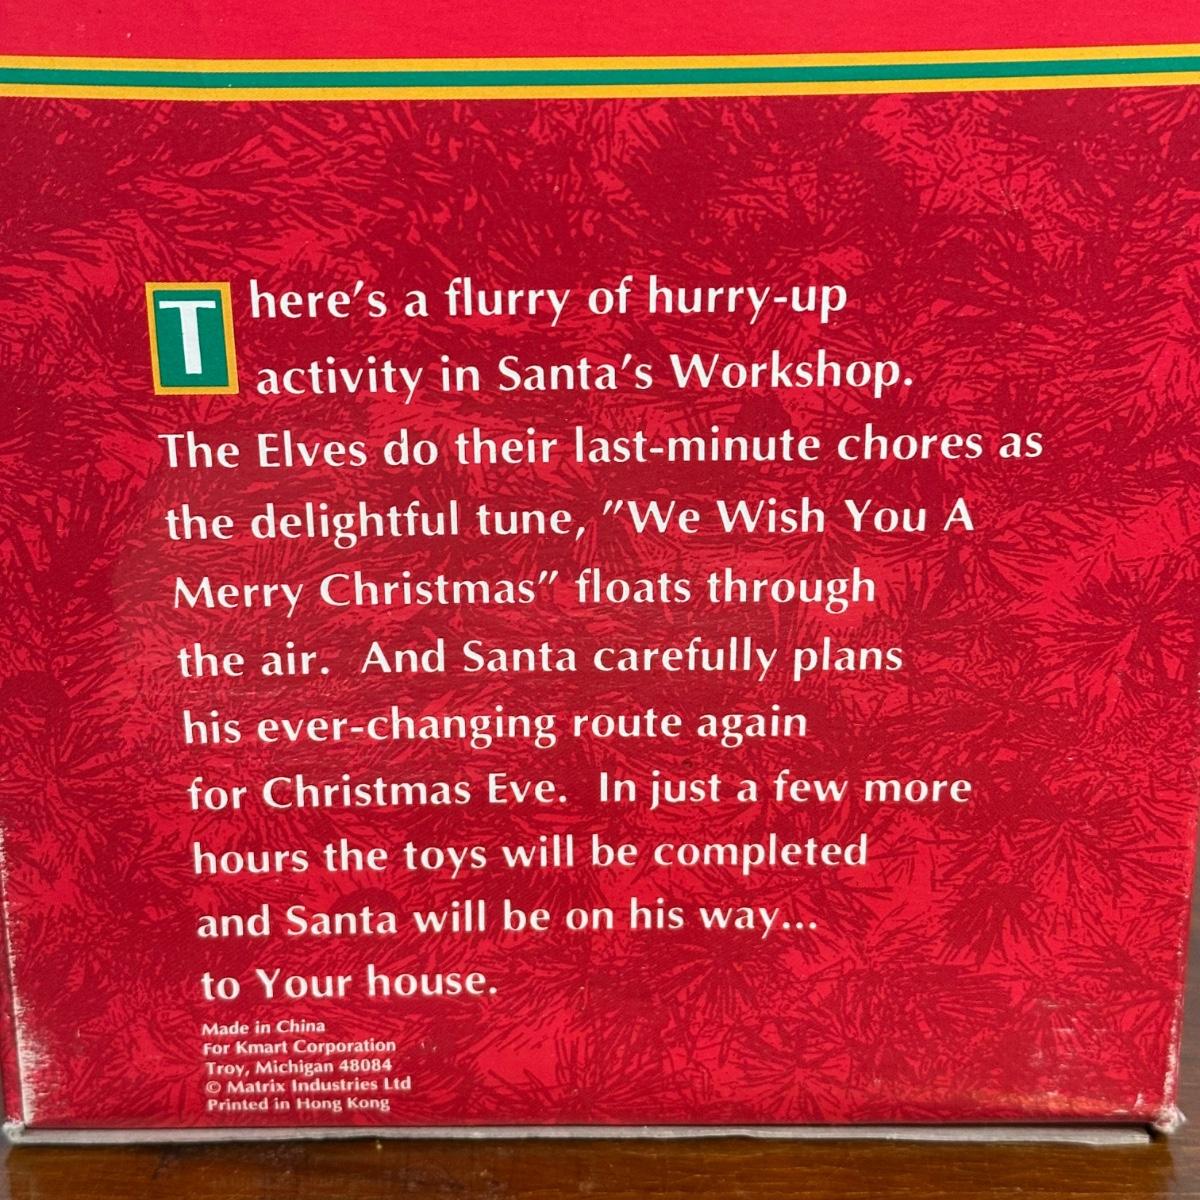 There's a flurry of hurry-up
activity in Santa's Workshop.
The Elves do their last-minute chores as
the delightful tune, "We Wish You A
Merry Christmas" floats through
the air. And Santa carefully plans
his ever-changing route again
for Christmas Eve. In just a few more
hours the toys will be completed
and Santa will be on his way...
to Your house.
Made in China
For Kmart Corporation
Troy, Michigan 48084
© Matrix Industries Ltd
Printed in Hong Kong